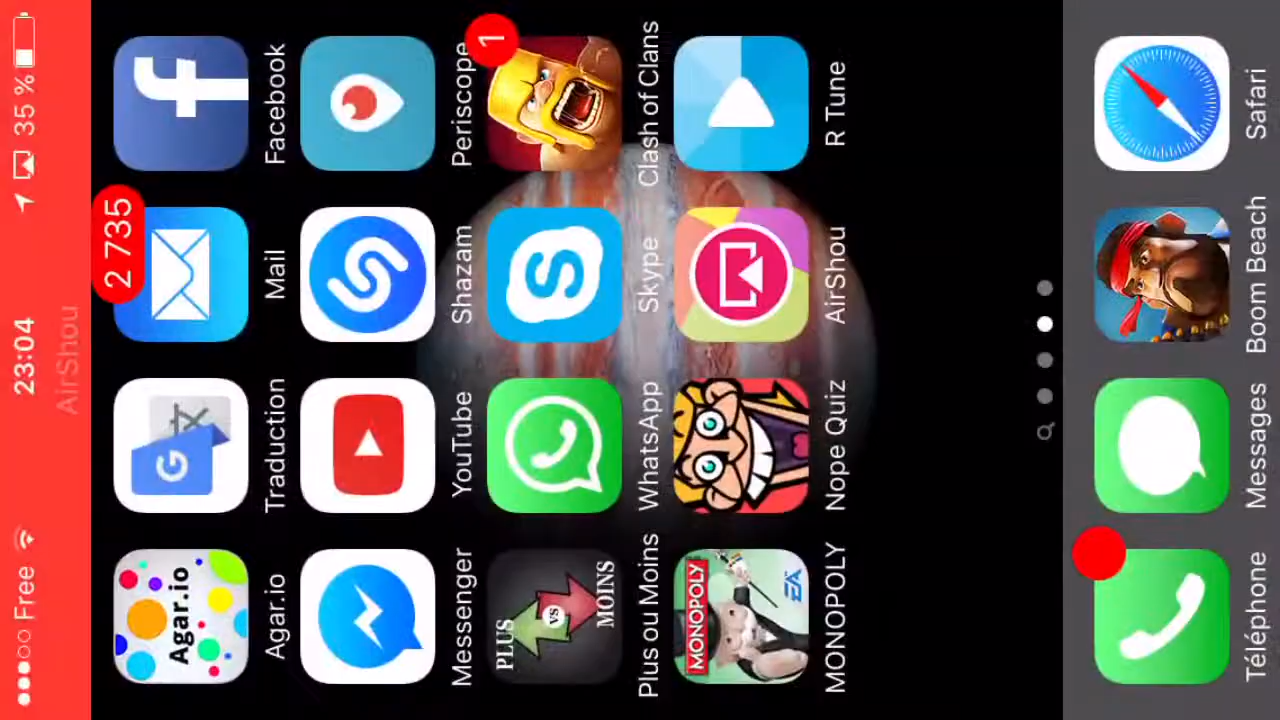 Free 23:04 35 %
AirShou
2 735
Agar.io G f
Agar.io Traduction Mail Facebook
1
Messenger YouTube Shazam Periscope
PLUS vs MOINS
Plus ou Moins WhatsApp Skype Clash of Clans
MONOPOLY
EA
MONOPOLY Nope Quiz AirShou R Tune
Téléphone Messages Boom Beach Safari